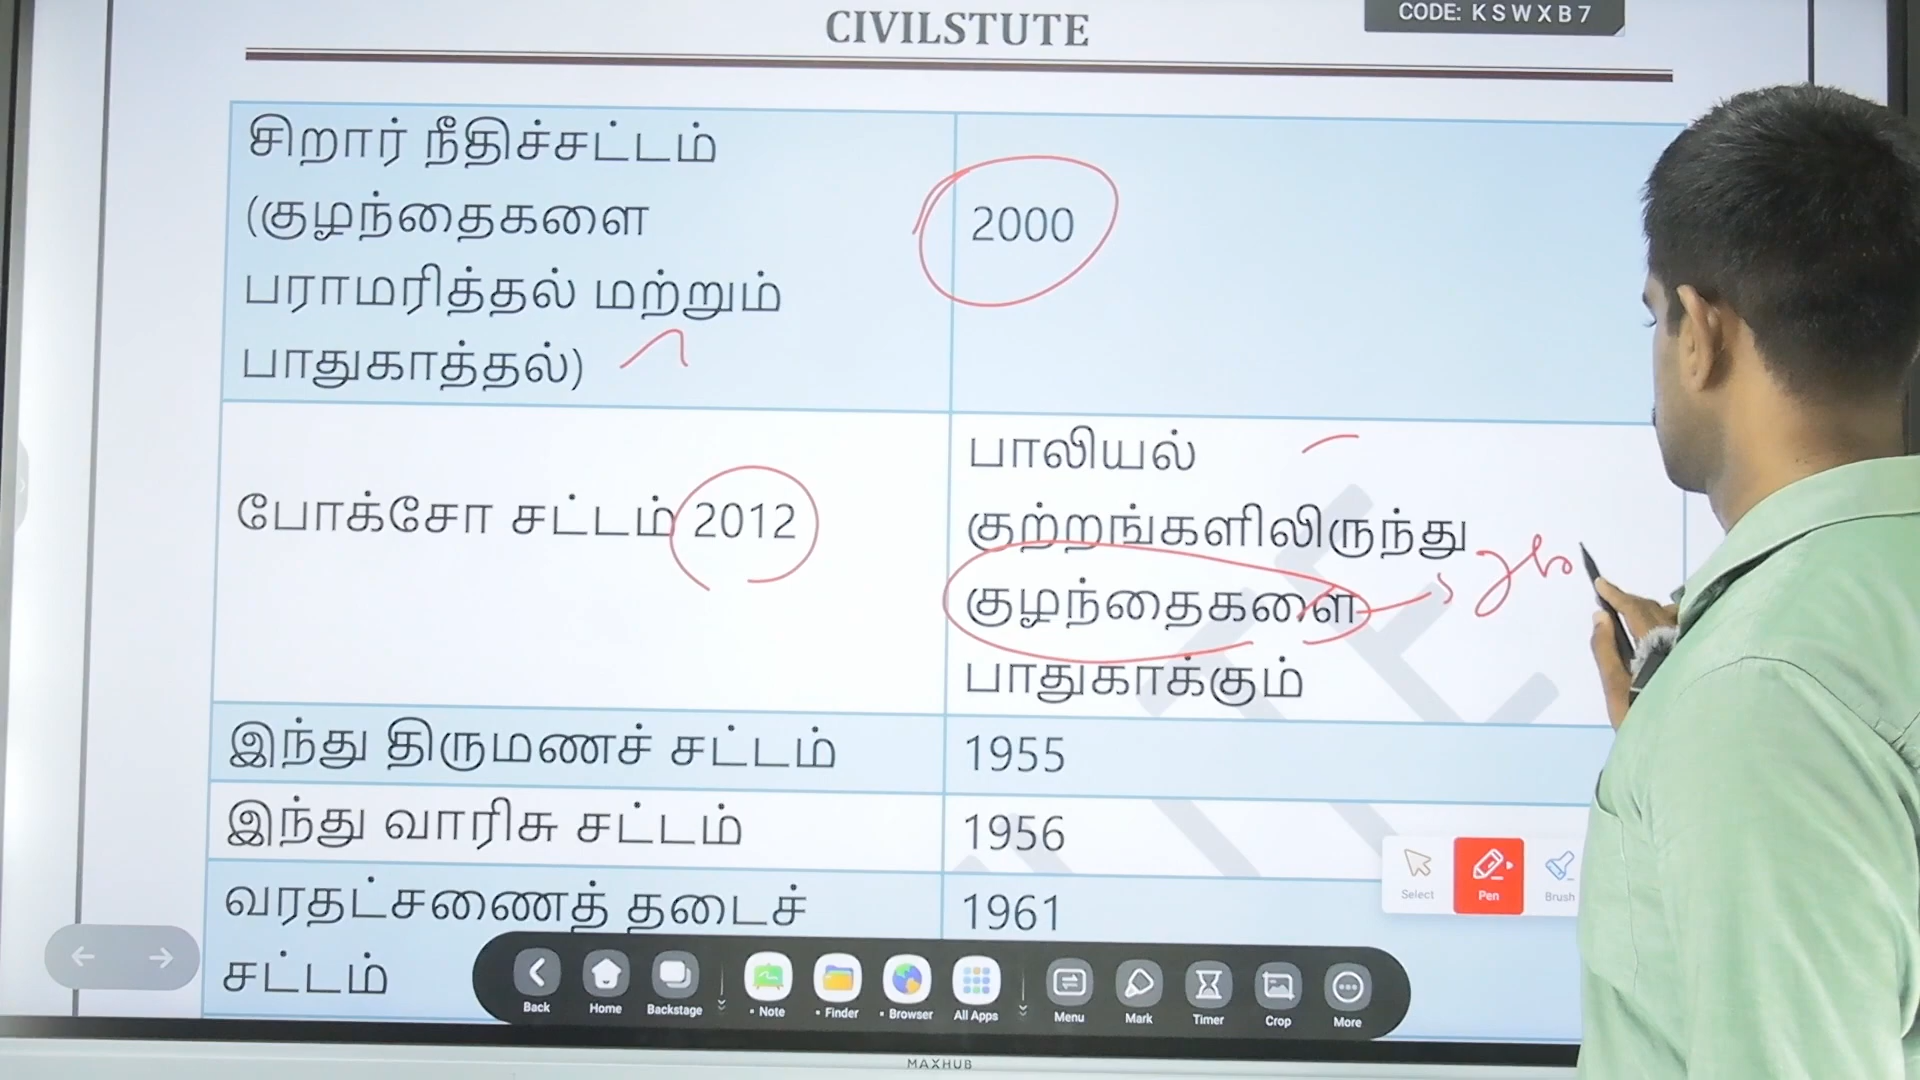 CIVILSTUTE
CODE: K S W X B 7
சிறார் நீதிச்சட்டம்
(குழந்தைகளை
பராமரித்தல் மற்றும்
பாதுகாத்தல்)
2000
போக்சோ சட்டம் 2012
பாலியல்
குற்றங்களிலிருந்து
குழந்தைகளை
பாதுகாக்கும்
இந்து திருமணச் சட்டம்
1955
இந்து வாரிசு சட்டம்
1956
வரதட்சணைத் தடைச்
சட்டம்
1961
Select
Pen
Brush
Back
Home
Backstage
Note
Finder
Browser
All Apps
Menu
Mark
Timer
Crop
More
MAXHUB